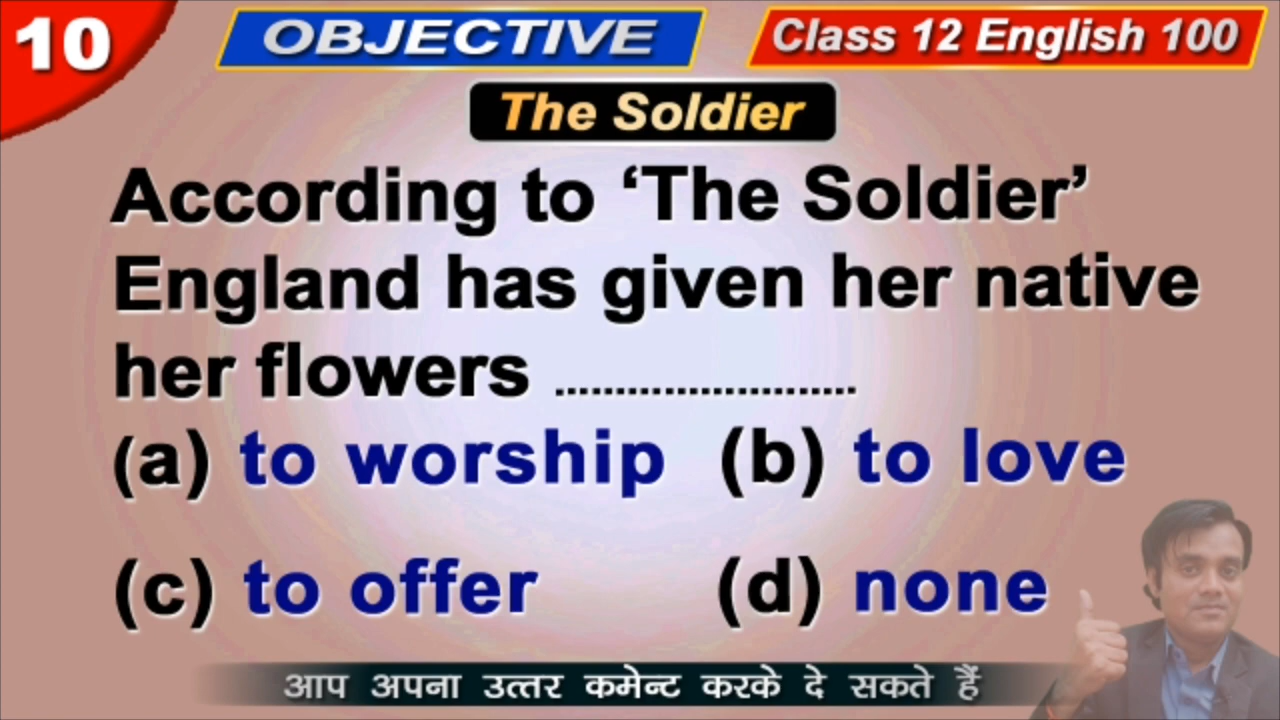 10
OBJECTIVE
Class 12 English 100
The Soldier
According to ‘The Soldier’
England has given her native
her flowers ........................
(a) to worship (b) to love
(c) to offer (d) none
आप अपना उत्तर कमेन्ट करके दे सकते हैं